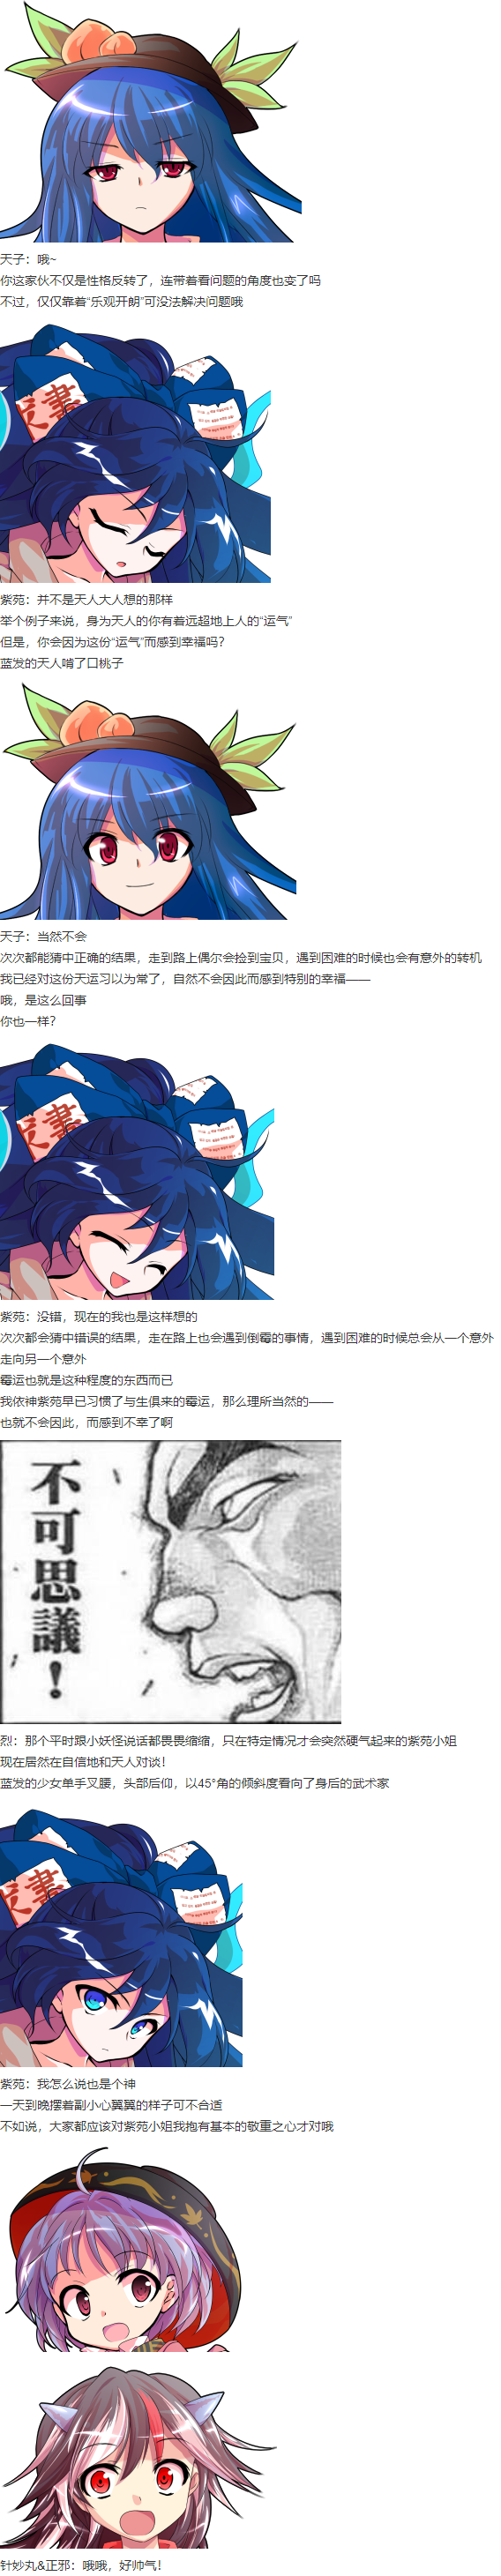 天子：哦~
你这家伙不仅是性格反转了，连带着看问题的角度也变了吗
不过，仅仅靠着“乐观开朗”可没法解决问题哦
紫苑：并不是天人大人想的那样
举个例子来说，身为天人的你有着远超地上人的“运气”
但是，你会因为这份“运气”而感到幸福吗？
蓝发的天人啃了口桃子
天子：当然不会
次次都能猜中正确的结果，走到路上偶尔会捡到宝贝，遇到困难的时候也会有意外的转机
我已经对这份天运习以为常了，自然不会因此而感到特别的幸福——
哦，是这么回事
你也一样？
紫苑：没错，现在的我也是这样想的
次次都会猜中错误的结果，走在路上也会遇到倒霉的事情，遇到困难的时候总会从一个意外
走向另一个意外
霉运也就是这种程度的东西而已
我依神紫苑早已习惯了与生俱来的霉运，那么理所当然的——
也就不会因此，而感到不幸了啊
不可思議！
烈：那个平时跟小妖怪说话都畏畏缩缩，只在特定情况才会突然硬气起来的紫苑小姐
现在居然在自信地和天人对谈！
蓝发的少女单手叉腰，头部后仰，以45°角的倾斜度看向了身后的武术家
紫苑：我怎么说也是个神
一天到晚摆着副小心翼翼的样子可不合适
不如说，大家都应该对紫苑小姐我抱有基本的敬重之心才对哦
针妙丸&正邪：哦哦，好帅气！